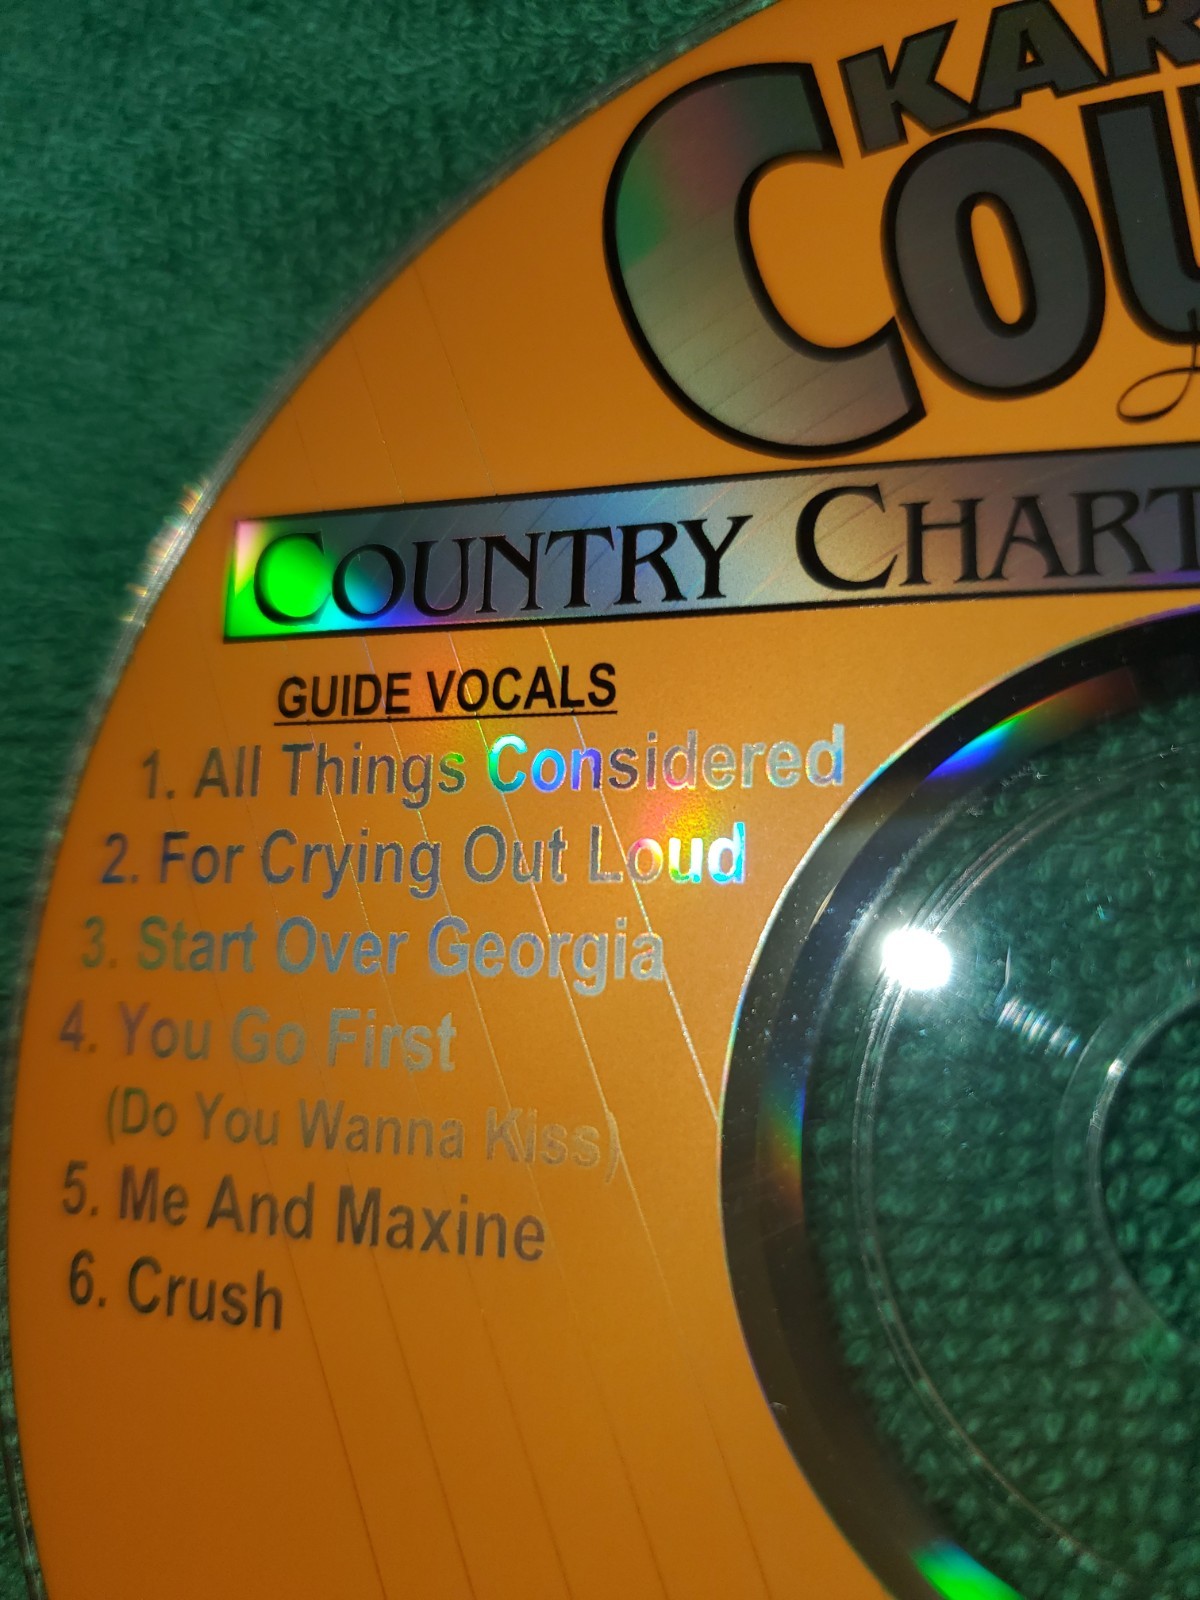 KAR
COU
COUNTRY CHART
GUIDE VOCALS
1. All Things Considered
2. For Crying Out Loud
3. Start Over Georgia
4. You Go First
(Do You Wanna Kiss)
5. Me And Maxine
6. Crush